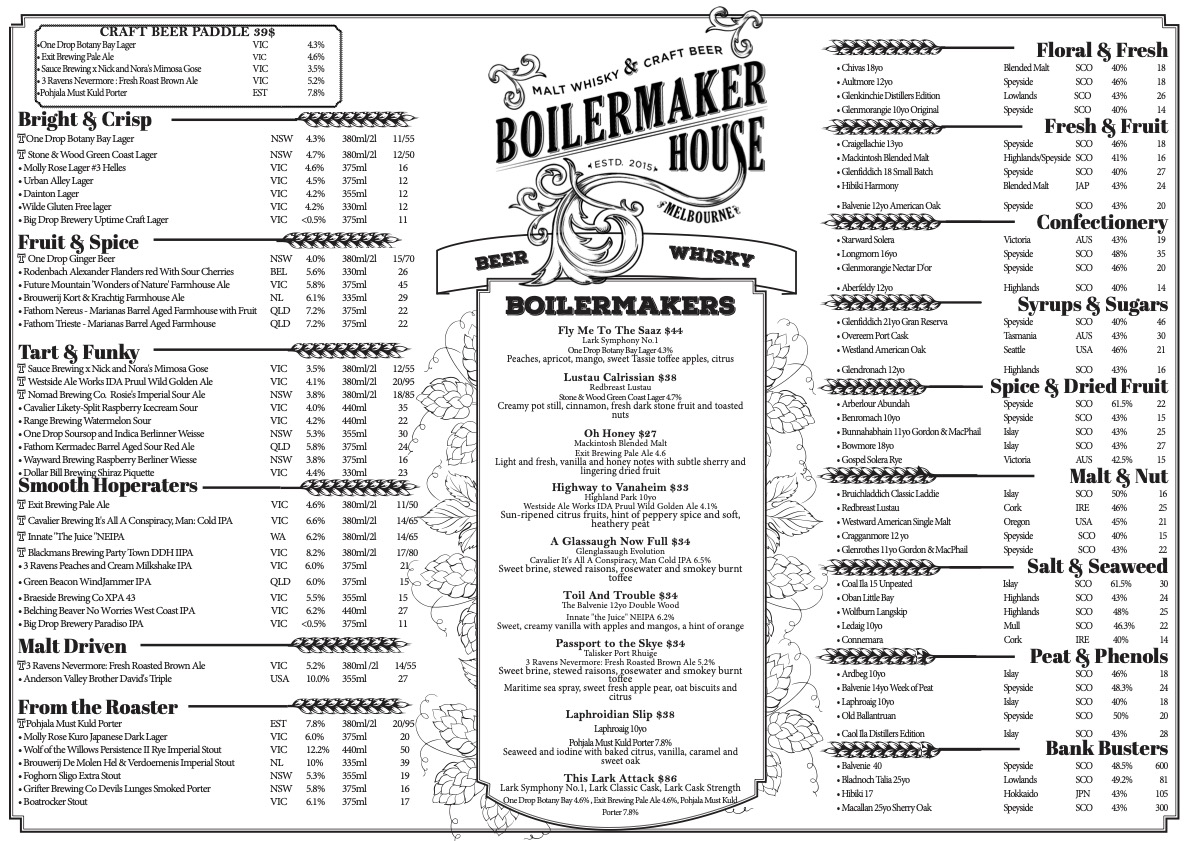 CRAFT BEER PADDLE 39$
•One Drop Botany Bay Lager VIC 4.3%
• Exit Brewing Pale Ale VIC 4.6%
• Sauce Brewing x Nick and Nora's Mimosa Gose VIC 3.5%
• 3 Ravens Nevermore : Fresh Roast Brown Ale VIC 5.2%
•Pohjala Must Kuld Porter EST 7.8%
Bright & Crisp
T One Drop Botany Bay Lager NSW 4.3% 380ml/2l 11/55
T Stone & Wood Green Coast Lager NSW 4.7% 380ml/2l 12/50
• Molly Rose Lager #3 Helles VIC 4.6% 375ml 16
• Urban Alley Lager VIC 4.5% 375ml 12
• Dainton Lager VIC 4.2% 355ml 12
•Wilde Gluten Free lager VIC 4.2% 330ml 12
• Big Drop Brewery Uptime Craft Lager VIC <0.5% 375ml 11
Fruit & Spice
T One Drop Ginger Beer NSW 4.0% 380ml/2l 15/70
• Rodenbach Alexander Flanders red With Sour Cherries BEL 5.6% 330ml 26
• Future Mountain 'Wonders of Nature' Farmhouse Ale VIC 5.8% 375ml 45
• Brouwerij Kort & Krachtig Farmhouse Ale NL 6.1% 335ml 29
• Fathom Nereus - Marianas Barrel Aged Farmhouse with Fruit QLD 7.2% 375ml 22
• Fathom Trieste - Marianas Barrel Aged Farmhouse QLD 7.2% 375ml 22
Tart & Funky
T Sauce Brewing x Nick and Nora's Mimosa Gose VIC 3.5% 380ml/2l 12/55
T Westside Ale Works IDA Pruul Wild Golden Ale VIC 4.1% 380ml/2l 20/95
T Nomad Brewing Co. Rosie's Imperial Sour Ale NSW 3.8% 380ml/2l 18/85
• Cavalier Likety-Split Raspberry Icecream Sour VIC 4.0% 440ml 35
• Range Brewing Watermelon Sour VIC 4.2% 440ml 22
• One Drop Soursop and Indica Berlinner Weisse NSW 5.3% 355ml 30
• Fathom Kermadec Barrel Aged Sour Red Ale QLD 5.8% 375ml 24
• Wayward Brewing Raspberry Berliner Wiesse NSW 3.8% 375ml 16
• Dollar Bill Brewing Shiraz Piquette VIC 4.4% 330ml 23
Smooth Hoperaters
T Exit Brewing Pale Ale VIC 4.6% 380ml/2l 11/50
T Cavalier Brewing It's All A Conspiracy, Man: Cold IPA VIC 6.6% 380ml/2l 14/65
T Innate "The Juice "NEIPA WA 6.2% 380ml/2l 14/65
T Blackmans Brewing Party Town DDH IIPA VIC 8.2% 380ml/2l 17/80
• 3 Ravens Peaches and Cream Milkshake IPA VIC 6.0% 375ml 21
• Green Beacon WindJammer IPA QLD 6.0% 375ml 15
• Braeside Brewing Co XPA 43 VIC 5.5% 355ml 15
• Belching Beaver No Worries West Coast IPA VIC 6.2% 440ml 27
• Big Drop Brewery Paradiso IPA VIC <0.5% 375ml 11
Malt Driven
T 3 Ravens Nevermore: Fresh Roasted Brown Ale VIC 5.2% 380ml /2l 14/55
• Anderson Valley Brother David's Triple USA 10.0% 355ml 27
From the Roaster
T Pohjala Must Kuld Porter EST 7.8% 380ml/2l 20/95
• Molly Rose Kuro Japanese Dark Lager VIC 6.0% 375ml 20
• Wolf of the Willows Persistence II Rye Imperial Stout VIC 12.2% 440ml 50
• Brouwerij De Molen Hel & Verdoemenis Imperial Stout NL 10% 335ml 39
• Foghorn Sligo Extra Stout NSW 5.3% 355ml 19
• Grifter Brewing Co Devils Lunges Smoked Porter NSW 5.8% 375ml 16
• Boatrocker Stout VIC 6.1% 375ml 17
MALT WHISKY & CRAFT BEER
BOILERMAKER
HOUSE
• ESTD. 2015 •
MELBOURNE
BEER WHISKY
BOILERMAKERS
Fly Me To The Saaz $44
Lark Symphony No.1
One Drop Botany Bay Lager 4.3%
Peaches, apricot, mango, sweet Tassie toffee apples, citrus
Lustau Calrissian $38
Redbreast Lustau
Stone & Wood Green Coast Lager 4.7%
Creamy pot still, cinnamon, fresh dark stone fruit and toasted
nuts
Oh Honey $27
Mackintosh Blended Malt
Exit Brewing Pale Ale 4.6
Light and fresh, vanilla and honey notes with subtle sherry and
lingering dried fruit
Highway to Vanaheim $33
Highland Park 10yo
Westside Ale Works IDA Pruul Wild Golden Ale 4.1%
Sun-ripened citrus fruits, hint of peppery spice and soft,
heathery peat
A Glassaugh Now Full $34
Glenglassaugh Evolution
Cavalier It's All A Conspiracy, Man Cold IPA 6.5%
Sweet brine, stewed raisons, rosewater and smokey burnt
toffee
Toil And Trouble $34
The Balvenie 12yo Double Wood
Innate "the Juice" NEIPA 6.2%
Sweet, creamy vanilla with apples and mangos, a hint of orange
Passport to the Skye $34
Talisker Port Rhuige
3 Ravens Nevermore: Fresh Roasted Brown Ale 5.2%
Sweet brine, stewed raisons, rosewater and smokey burnt
toffee
Maritime sea spray, sweet fresh apple pear, oat biscuits and
citrus
Laphroidian Slip $38
Laphroaig 10yo
Pohjala Must Kuld Porter 7.8%
Seaweed and iodine with baked citrus, vanilla, caramel and
sweet oak
This Lark Attack $86
Lark Symphony No.1, Lark Classic Cask, Lark Cask Strength
One Drop Botany Bay 4.6% , Exit Brewing Pale Ale 4.6%, Pohjala Must Kuld
Porter 7.8%
Floral & Fresh
• Chivas 18yo Blended Malt SCO 40% 18
• Aultmore 12yo Speyside SCO 46% 18
• Glenkinchie Distillers Edition Lowlands SCO 43% 26
• Glenmorangie 10yo Original Speyside SCO 40% 14
Fresh & Fruit
• Craigellachie 13yo Speyside SCO 46% 18
• Mackintosh Blended Malt Highlands/Speyside SCO 41% 16
• Glenfiddich 18 Small Batch Speyside SCO 40% 27
• Hibiki Harmony Blended Malt JAP 43% 24
• Balvenie 12yo American Oak Speyside SCO 43% 20
Confectionery
• Starward Solera Victoria AUS 43% 19
• Longmorn 16yo Speyside SCO 48% 35
• Glenmorangie Nectar D'or Speyside SCO 46% 20
• Aberfeldy 12yo Highlands SCO 40% 14
Syrups & Sugars
• Glenfiddich 21yo Gran Reserva Speyside SCO 40% 46
• Overeem Port Cask Tasmania AUS 43% 30
• Westland American Oak Seattle USA 46% 21
• Glendronach 12yo Highlands SCO 43% 16
Spice & Dried Fruit
• Arberlour Abundah Speyside SCO 61.5% 22
• Benromach 10yo Speyside SCO 43% 15
• Bunnahabhain 11yo Gordon & MacPhail Islay SCO 43% 25
• Bowmore 18yo Islay SCO 43% 27
• Gospel Solera Rye Victoria AUS 42.5% 15
Malt & Nut
• Bruichladdich Classic Laddie Islay SCO 50% 16
• Redbreast Lustau Cork IRE 46% 25
• Westward American Single Malt Oregon USA 45% 21
• Cragganmore 12 yo Speyside SCO 40% 15
• Glenrothes 11yo Gordon & MacPhail Speyside SCO 43% 22
Salt & Seaweed
• Coal Ila 15 Unpeated Islay SCO 61.5% 30
• Oban Little Bay Highlands SCO 43% 24
• Wolfburn Langskip Highlands SCO 48% 25
• Ledaig 10yo Mull SCO 46.3% 22
• Connemara Cork IRE 40% 14
Peat & Phenols
• Ardbeg 10yo Islay SCO 46% 18
• Balvenie 14yo Week of Peat Speyside SCO 48.3% 24
• Laphroaig 10yo Islay SCO 40% 18
• Old Ballantruan Speyside SCO 50% 20
• Caol Ila Distillers Edition Islay SCO 43% 28
Bank Busters
• Balvenie 40 Speyside SCO 48.5% 600
• Bladnoch Talia 25yo Lowlands SCO 49.2% 81
• Hibiki 17 Hokkaido JPN 43% 105
• Macallan 25yo Sherry Oak Speyside SCO 43% 300